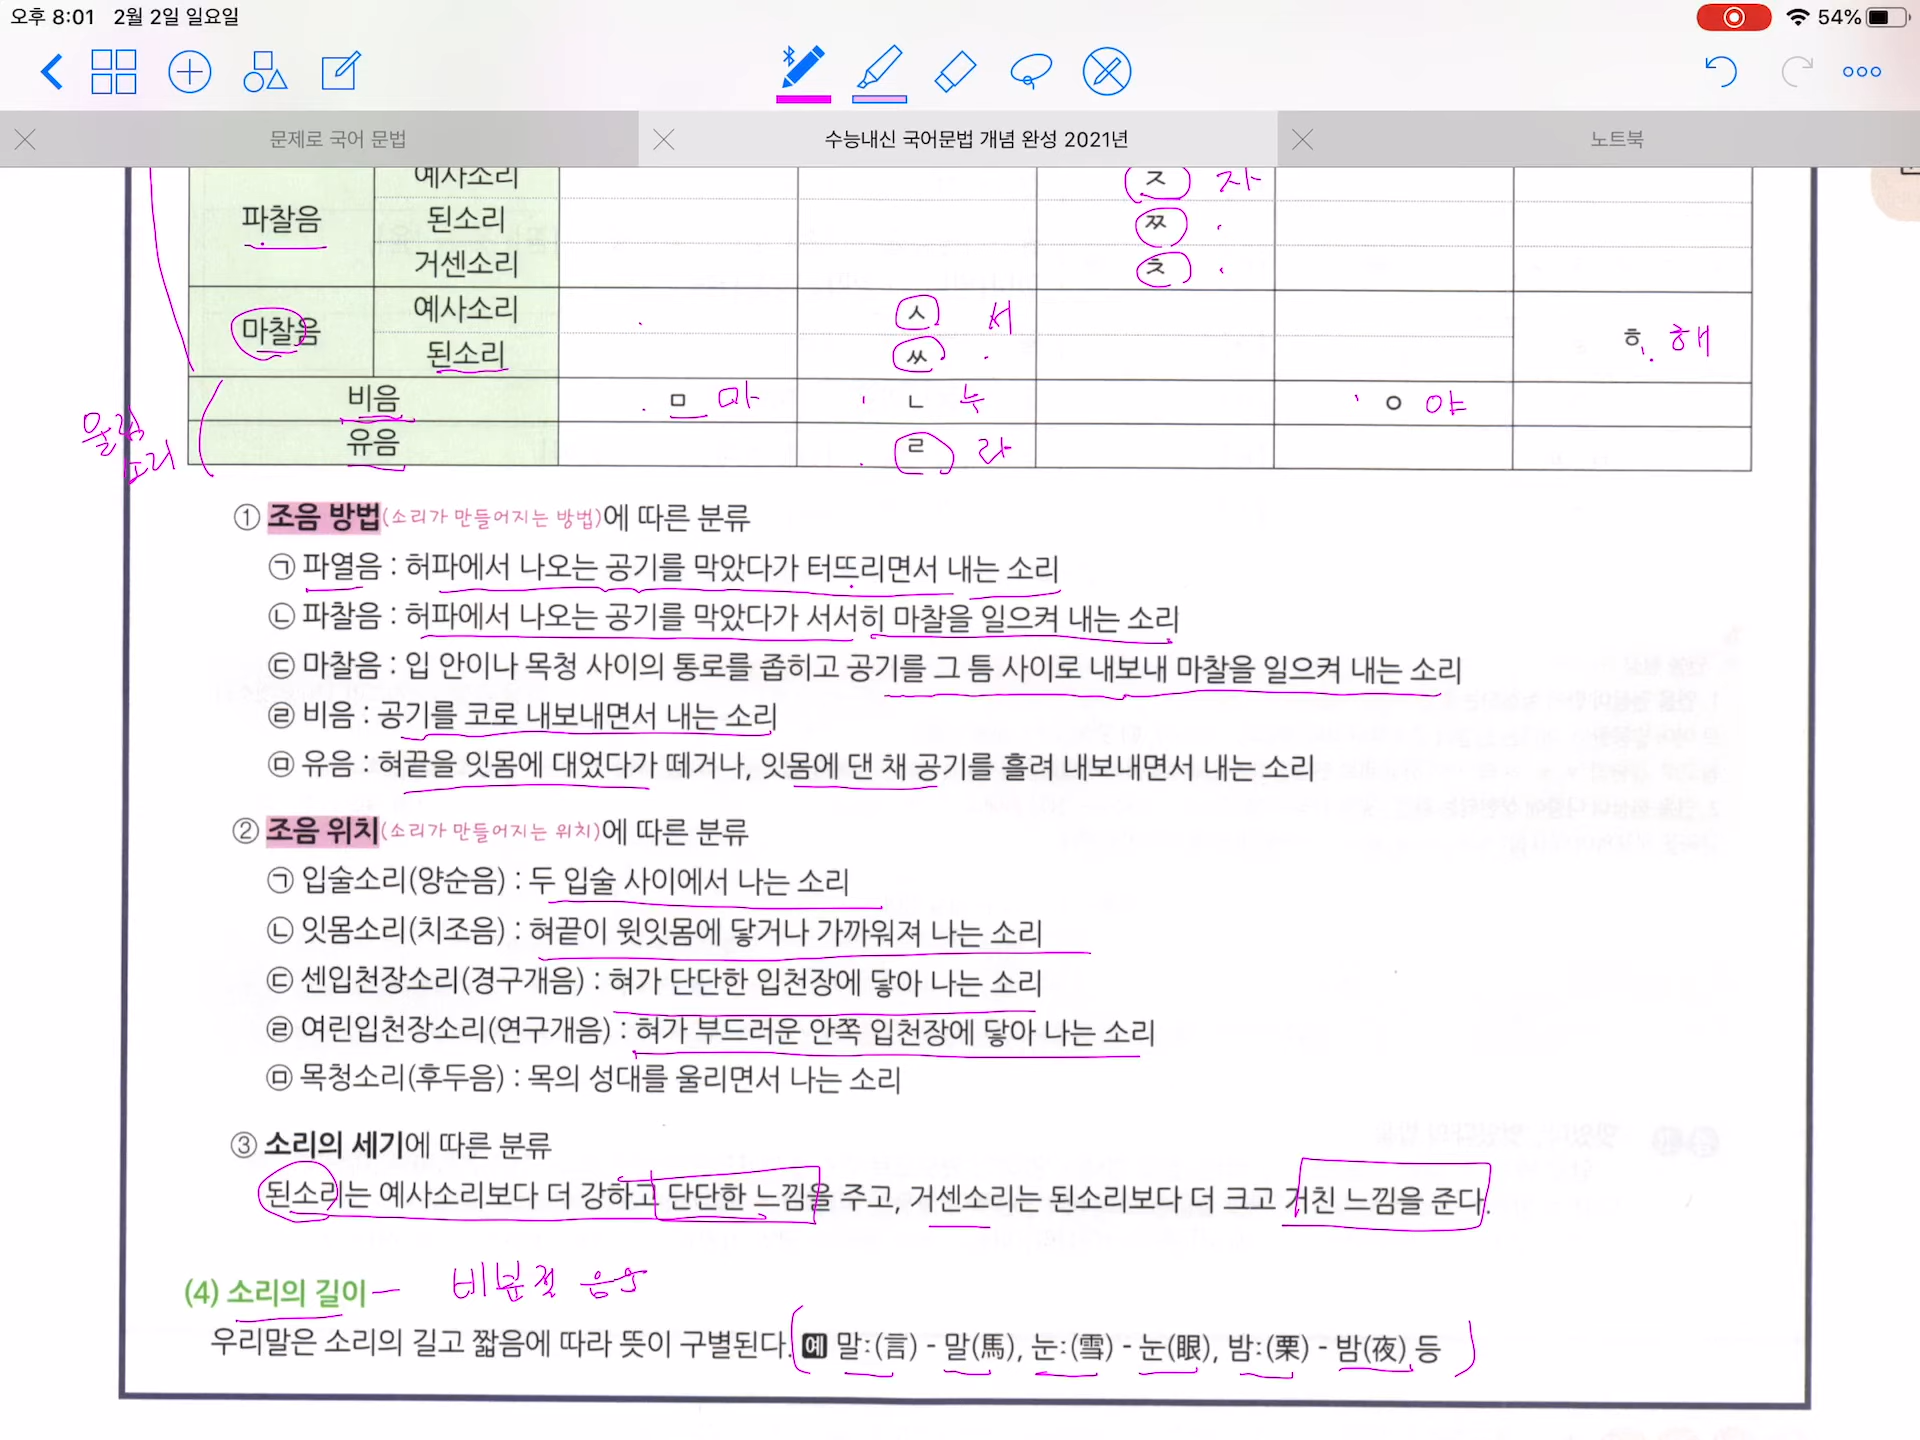 오후 8:01 2월 2일 일요일 54%
문제로 국어 문법 수능내신 국어문법 개념 완성 2021년 노트북
예사소리 ㅈ 자
파찰음 된소리 ㅉ
거센소리 ㅊ
예사소리 ㅅ 서
마찰음 ㅎ 해
된소리 ㅆ
비음 ㅁ 마 ㄴ 누 ㅇ 야
울림
소리
유음 ㄹ 라
① 조음 방법(소리가 만들어지는 방법)에 따른 분류
㉠ 파열음 : 허파에서 나오는 공기를 막았다가 터뜨리면서 내는 소리
㉡ 파찰음 : 허파에서 나오는 공기를 막았다가 서서히 마찰을 일으켜 내는 소리
㉢ 마찰음 : 입 안이나 목청 사이의 통로를 좁히고 공기를 그 틈 사이로 내보내 마찰을 일으켜 내는 소리
㉣ 비음 : 공기를 코로 내보내면서 내는 소리
㉤ 유음 : 혀끝을 잇몸에 대었다가 떼거나, 잇몸에 댄 채 공기를 흘려 내보내면서 내는 소리
② 조음 위치(소리가 만들어지는 위치)에 따른 분류
㉠ 입술소리(양순음) : 두 입술 사이에서 나는 소리
㉡ 잇몸소리(치조음) : 혀끝이 윗잇몸에 닿거나 가까워져 나는 소리
㉢ 센입천장소리(경구개음) : 혀가 단단한 입천장에 닿아 나는 소리
㉣ 여린입천장소리(연구개음) : 혀가 부드러운 안쪽 입천장에 닿아 나는 소리
㉤ 목청소리(후두음) : 목의 성대를 울리면서 나는 소리
③ 소리의 세기에 따른 분류
된소리는 예사소리보다 더 강하고 단단한 느낌을 주고, 거센소리는 된소리보다 더 크고 거친 느낌을 준다.
(4) 소리의 길이 - 비분절 음운
우리말은 소리의 길고 짧음에 따라 뜻이 구별된다. 예 말:(言) - 말(馬), 눈:(雪) - 눈(眼), 밤:(栗) - 밤(夜) 등